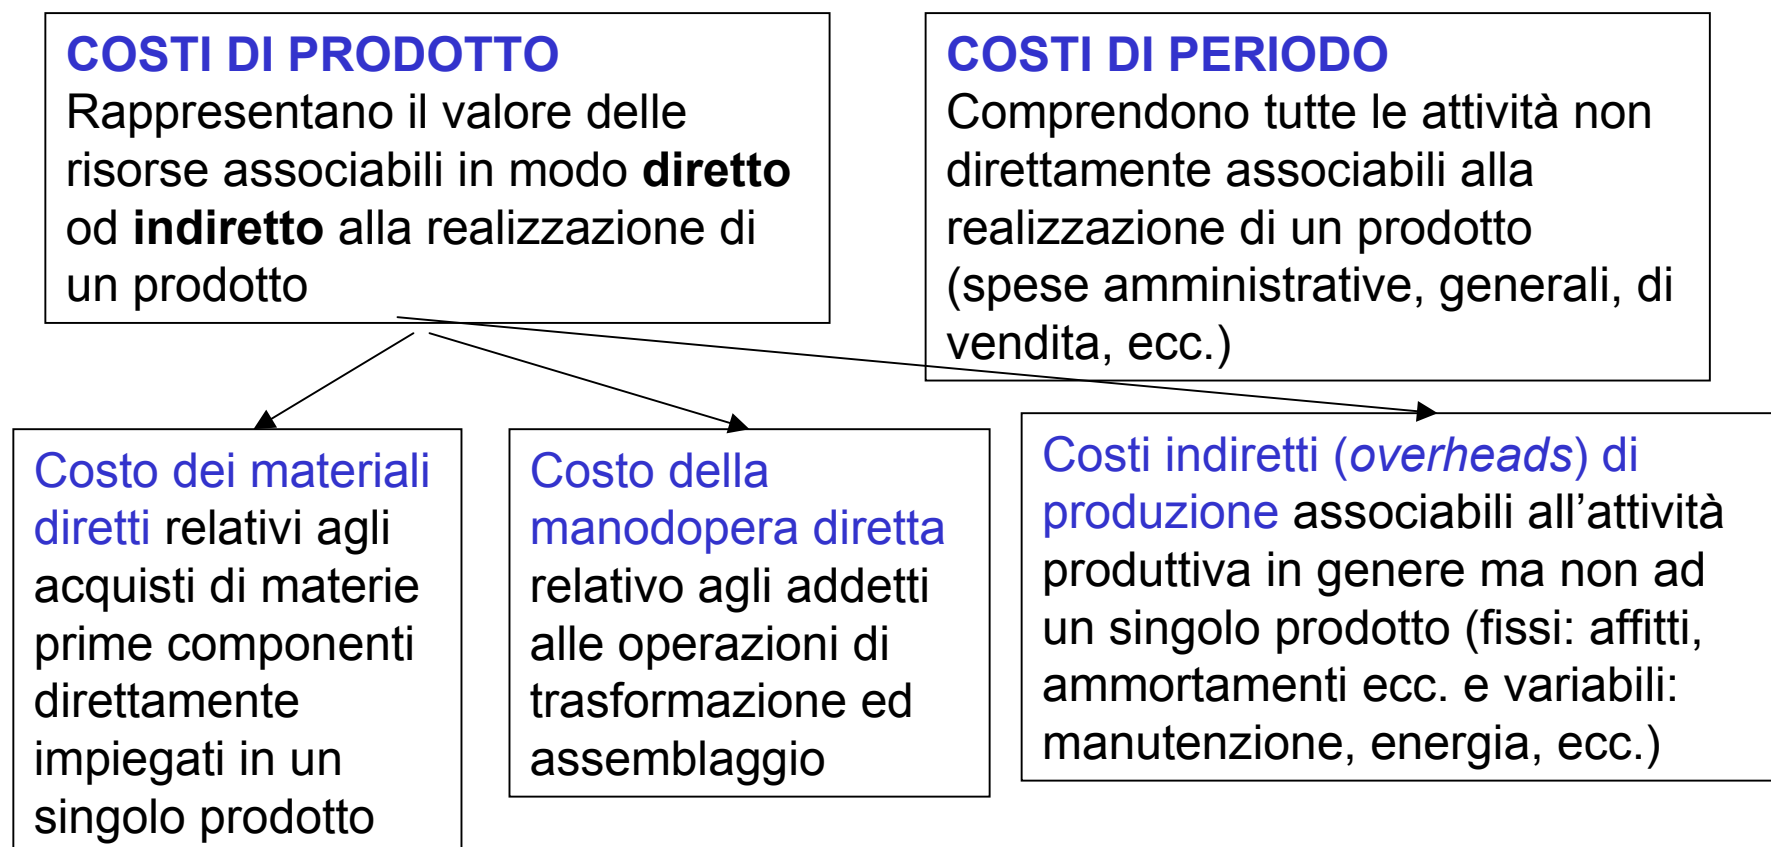 COSTI DI PRODOTTO
Rappresentano il valore delle
risorse associabili in modo diretto
od indiretto alla realizzazione di
un prodotto
COSTI DI PERIODO
Comprendono tutte le attività non
direttamente associabili alla
realizzazione di un prodotto
(spese amministrative, generali, di
vendita, ecc.)
Costo dei materiali
diretti relativi agli
acquisti di materie
prime componenti
direttamente
impiegati in un
singolo prodotto
Costo della
manodopera diretta
relativo agli addetti
alle operazioni di
trasformazione ed
assemblaggio
Costi indiretti (overheads) di
produzione associabili all’attività
produttiva in genere ma non ad
un singolo prodotto (fissi: affitti,
ammortamenti ecc. e variabili:
manutenzione, energia, ecc.)